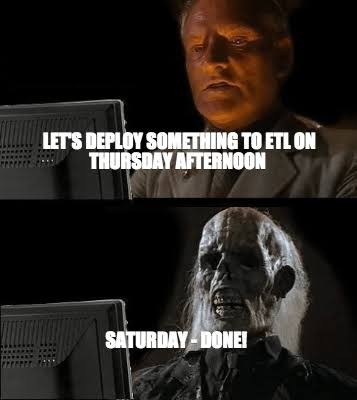 LET'S DEPLOY SOMETHING TO ETL ON
THURSDAY AFTERNOON
SATURDAY - DONE!